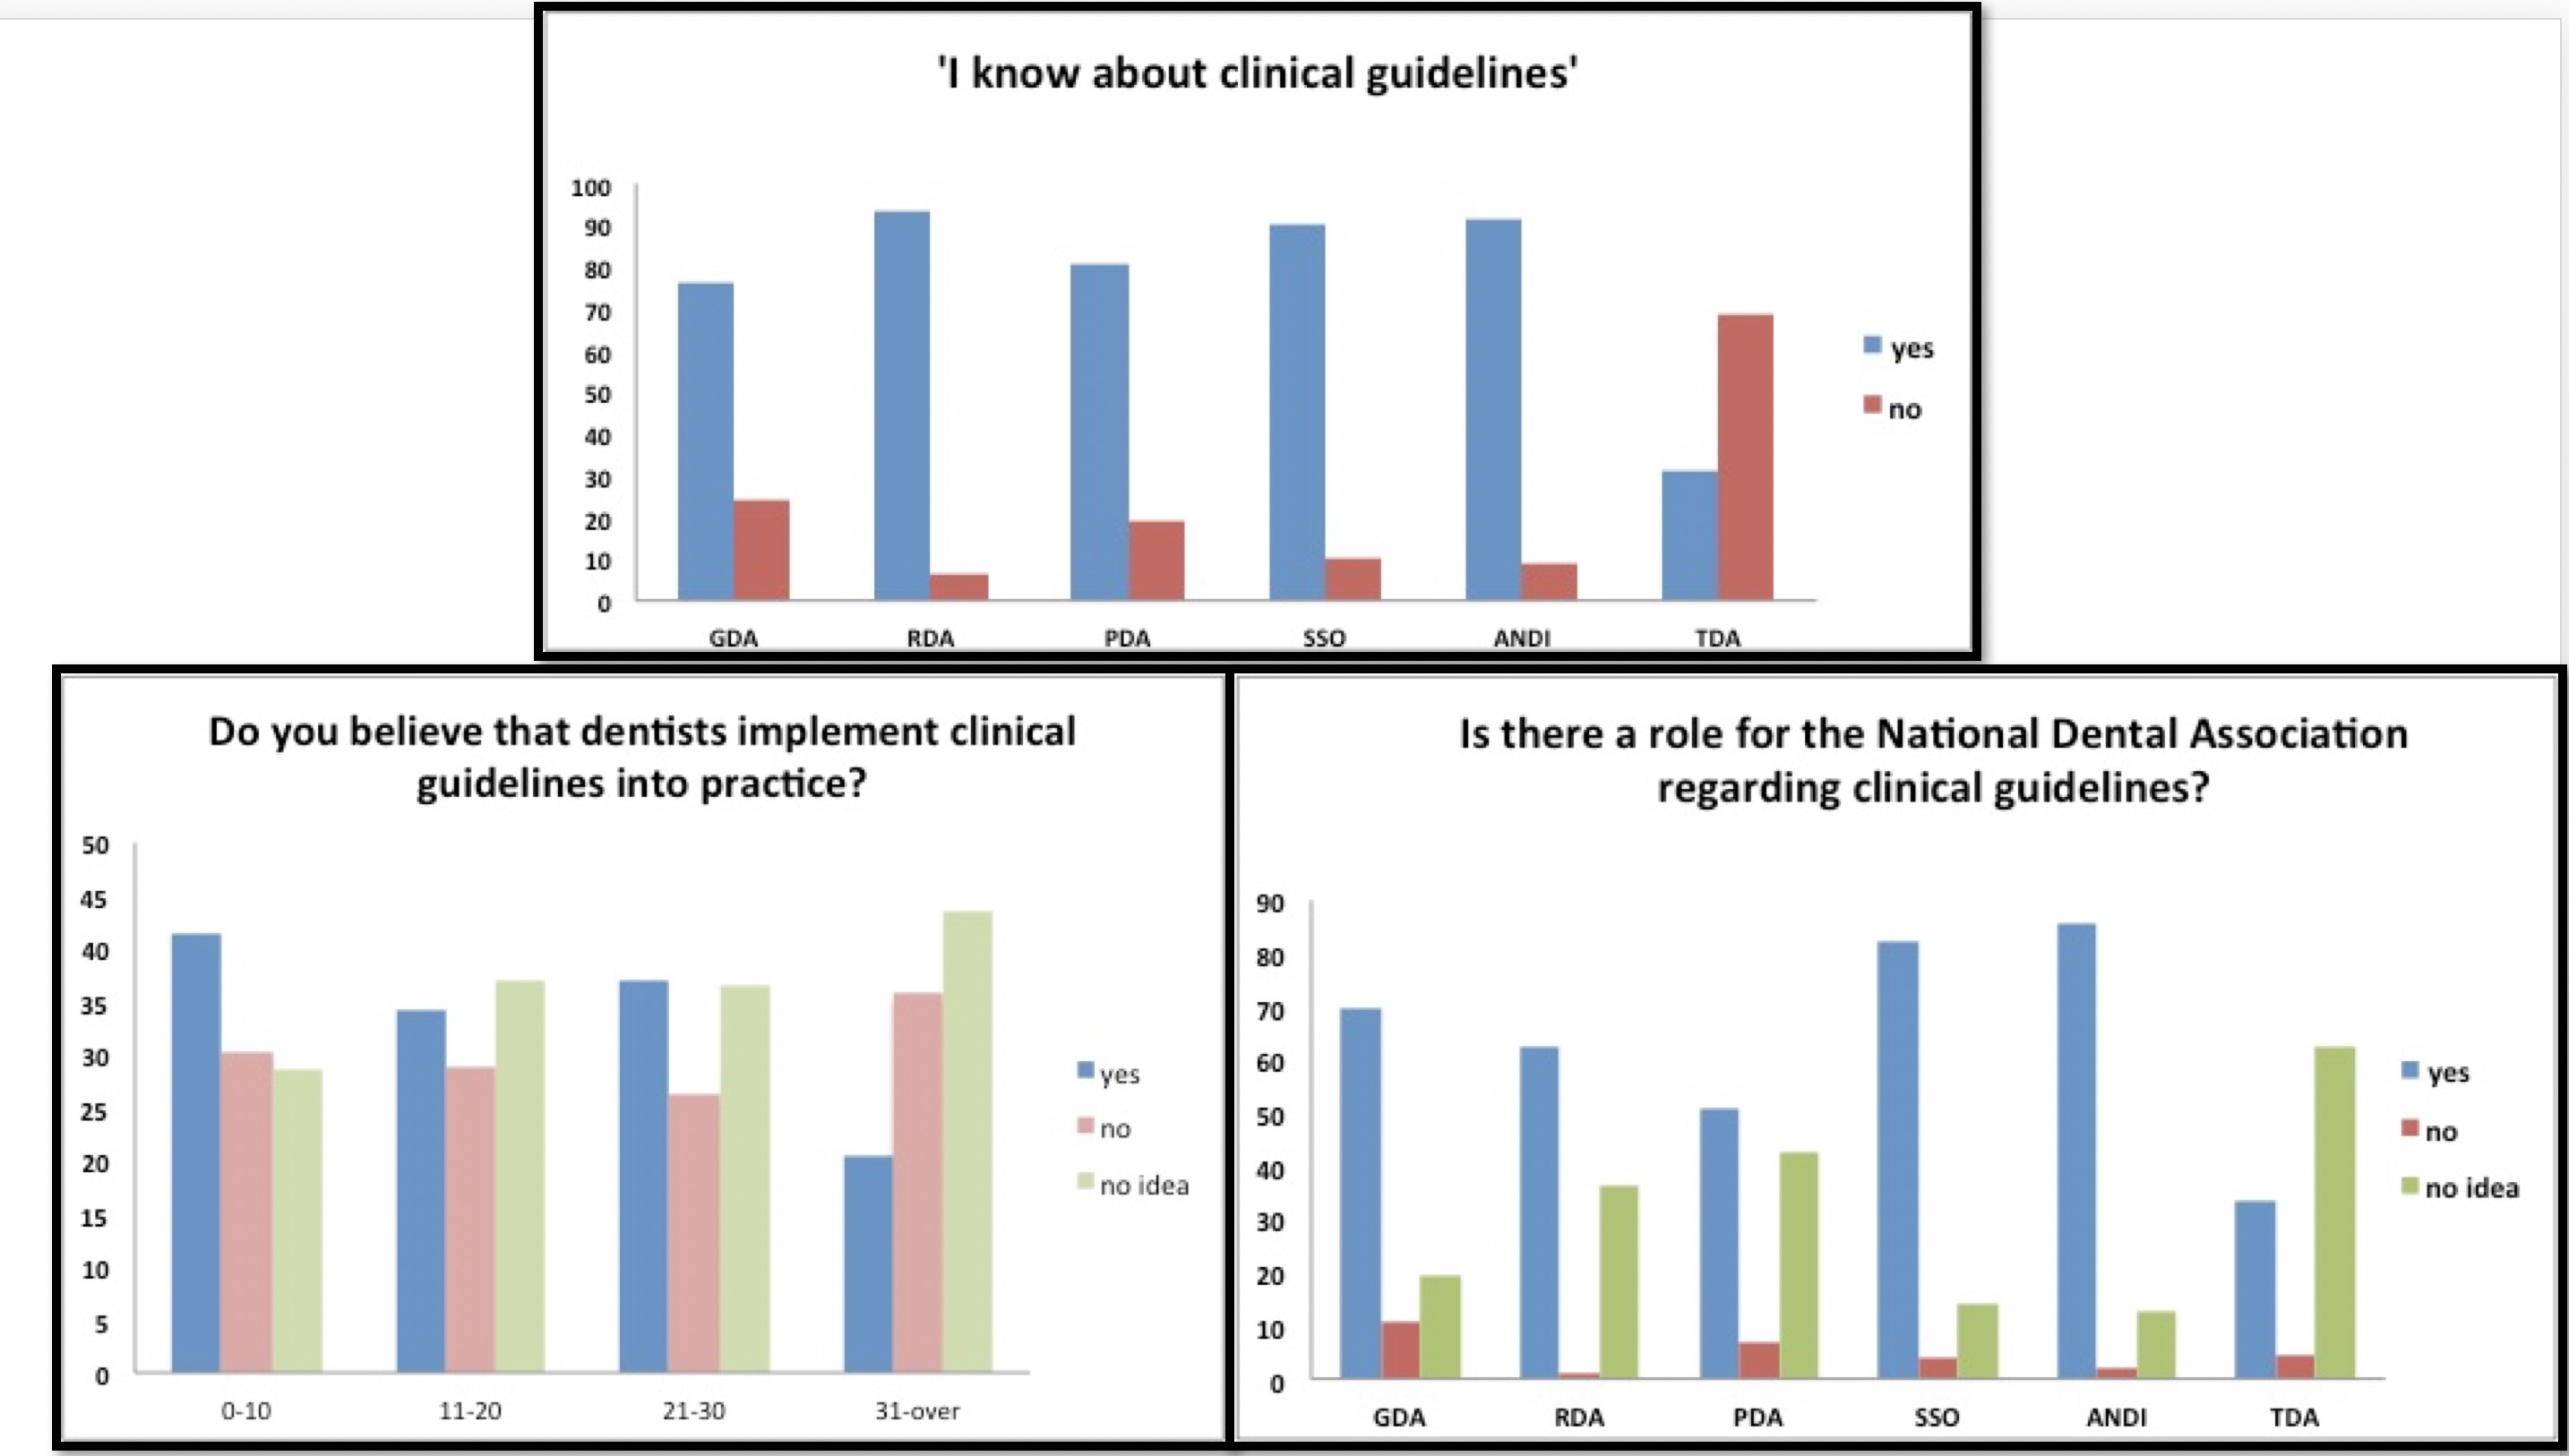 'I know about clinical guidelines'
100
90
80
70
60
50
40
30
20
10
0
GDA RDA PDA SSO ANDI TDA
yes
no
Do you believe that dentists implement clinical
guidelines into practice?
50
45
40
35
30
25
20
15
10
5
0
0-10 11-20 21-30 31-over
yes
no
no idea
Is there a role for the National Dental Association
regarding clinical guidelines?
90
80
70
60
50
40
30
20
10
0
GDA RDA PDA SSO ANDI TDA
yes
no
no idea